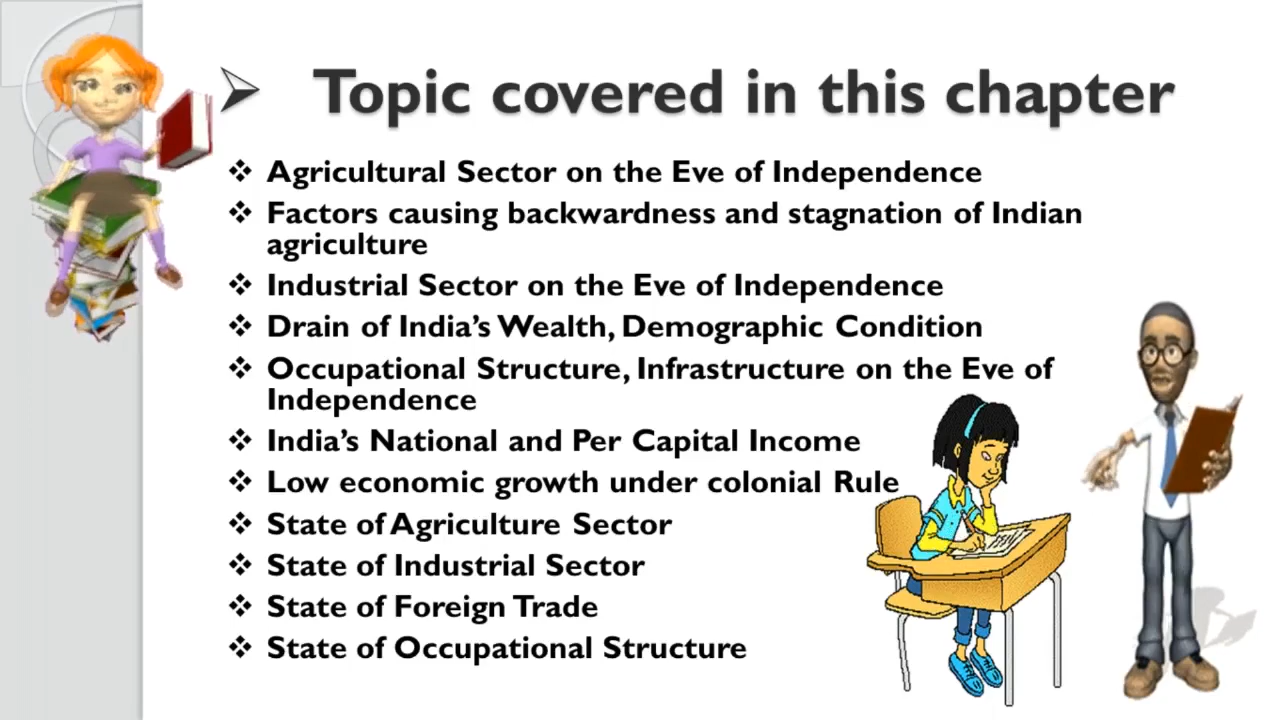 Topic covered in this chapter
Agricultural Sector on the Eve of Independence
Factors causing backwardness and stagnation of Indian
agriculture
Industrial Sector on the Eve of Independence
Drain of India's Wealth, Demographic Condition
Occupational Structure, Infrastructure on the Eve of
Independence
India's National and Per Capital Income
Low economic growth under colonial Rule
State of Agriculture Sector
State of Industrial Sector
State of Foreign Trade
State of Occupational Structure